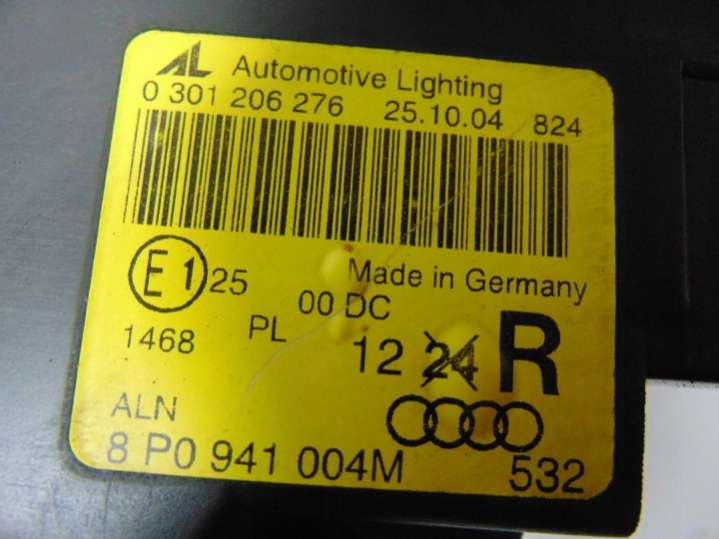 AL Automotive Lighting
0 301 206 276 25.10.04 824
E1 25 Made in Germany
00 DC
1468 PL 12 24 R
ALN
8 P0 941 004M 532